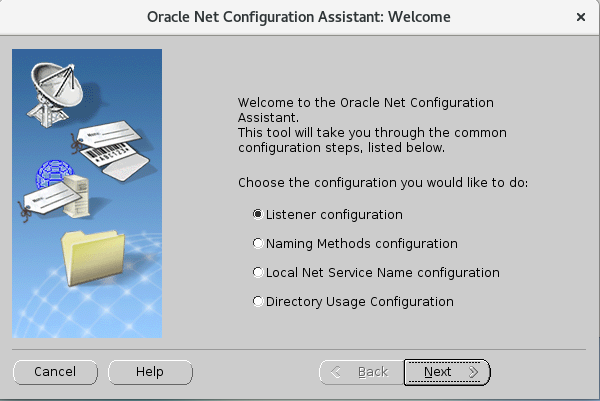 Oracle Net Configuration Assistant: Welcome
Welcome to the Oracle Net Configuration
Assistant.
This tool will take you through the common
configuration steps, listed below.
Choose the configuration you would like to do:
Listener configuration
Naming Methods configuration
Local Net Service Name configuration
Directory Usage Configuration
Cancel
Help
Back
Next